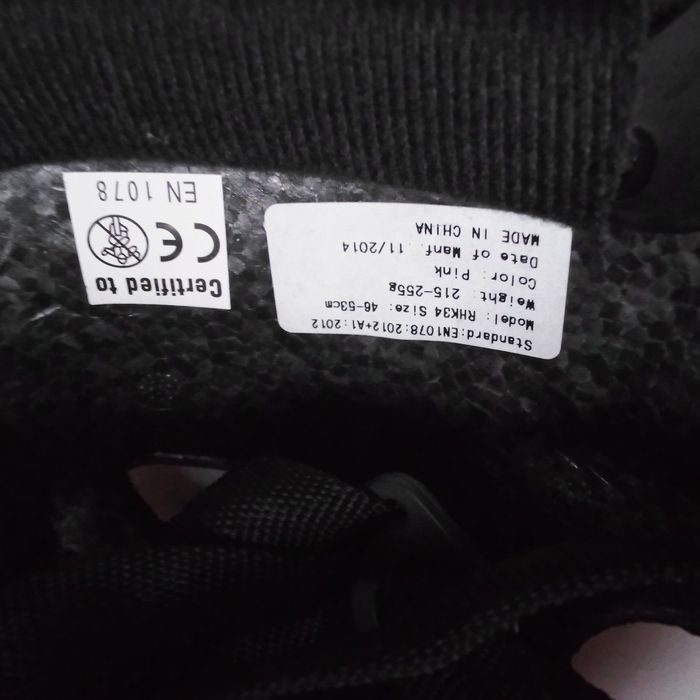 Standard:EN1078:2012+A1:2012
Model: RHK34 Size: 46-53cm
Weight: 215-255g
Color: Pink
Date of Manf. 11/2014
MADE IN CHINA
Certified to
CE
EN 1078